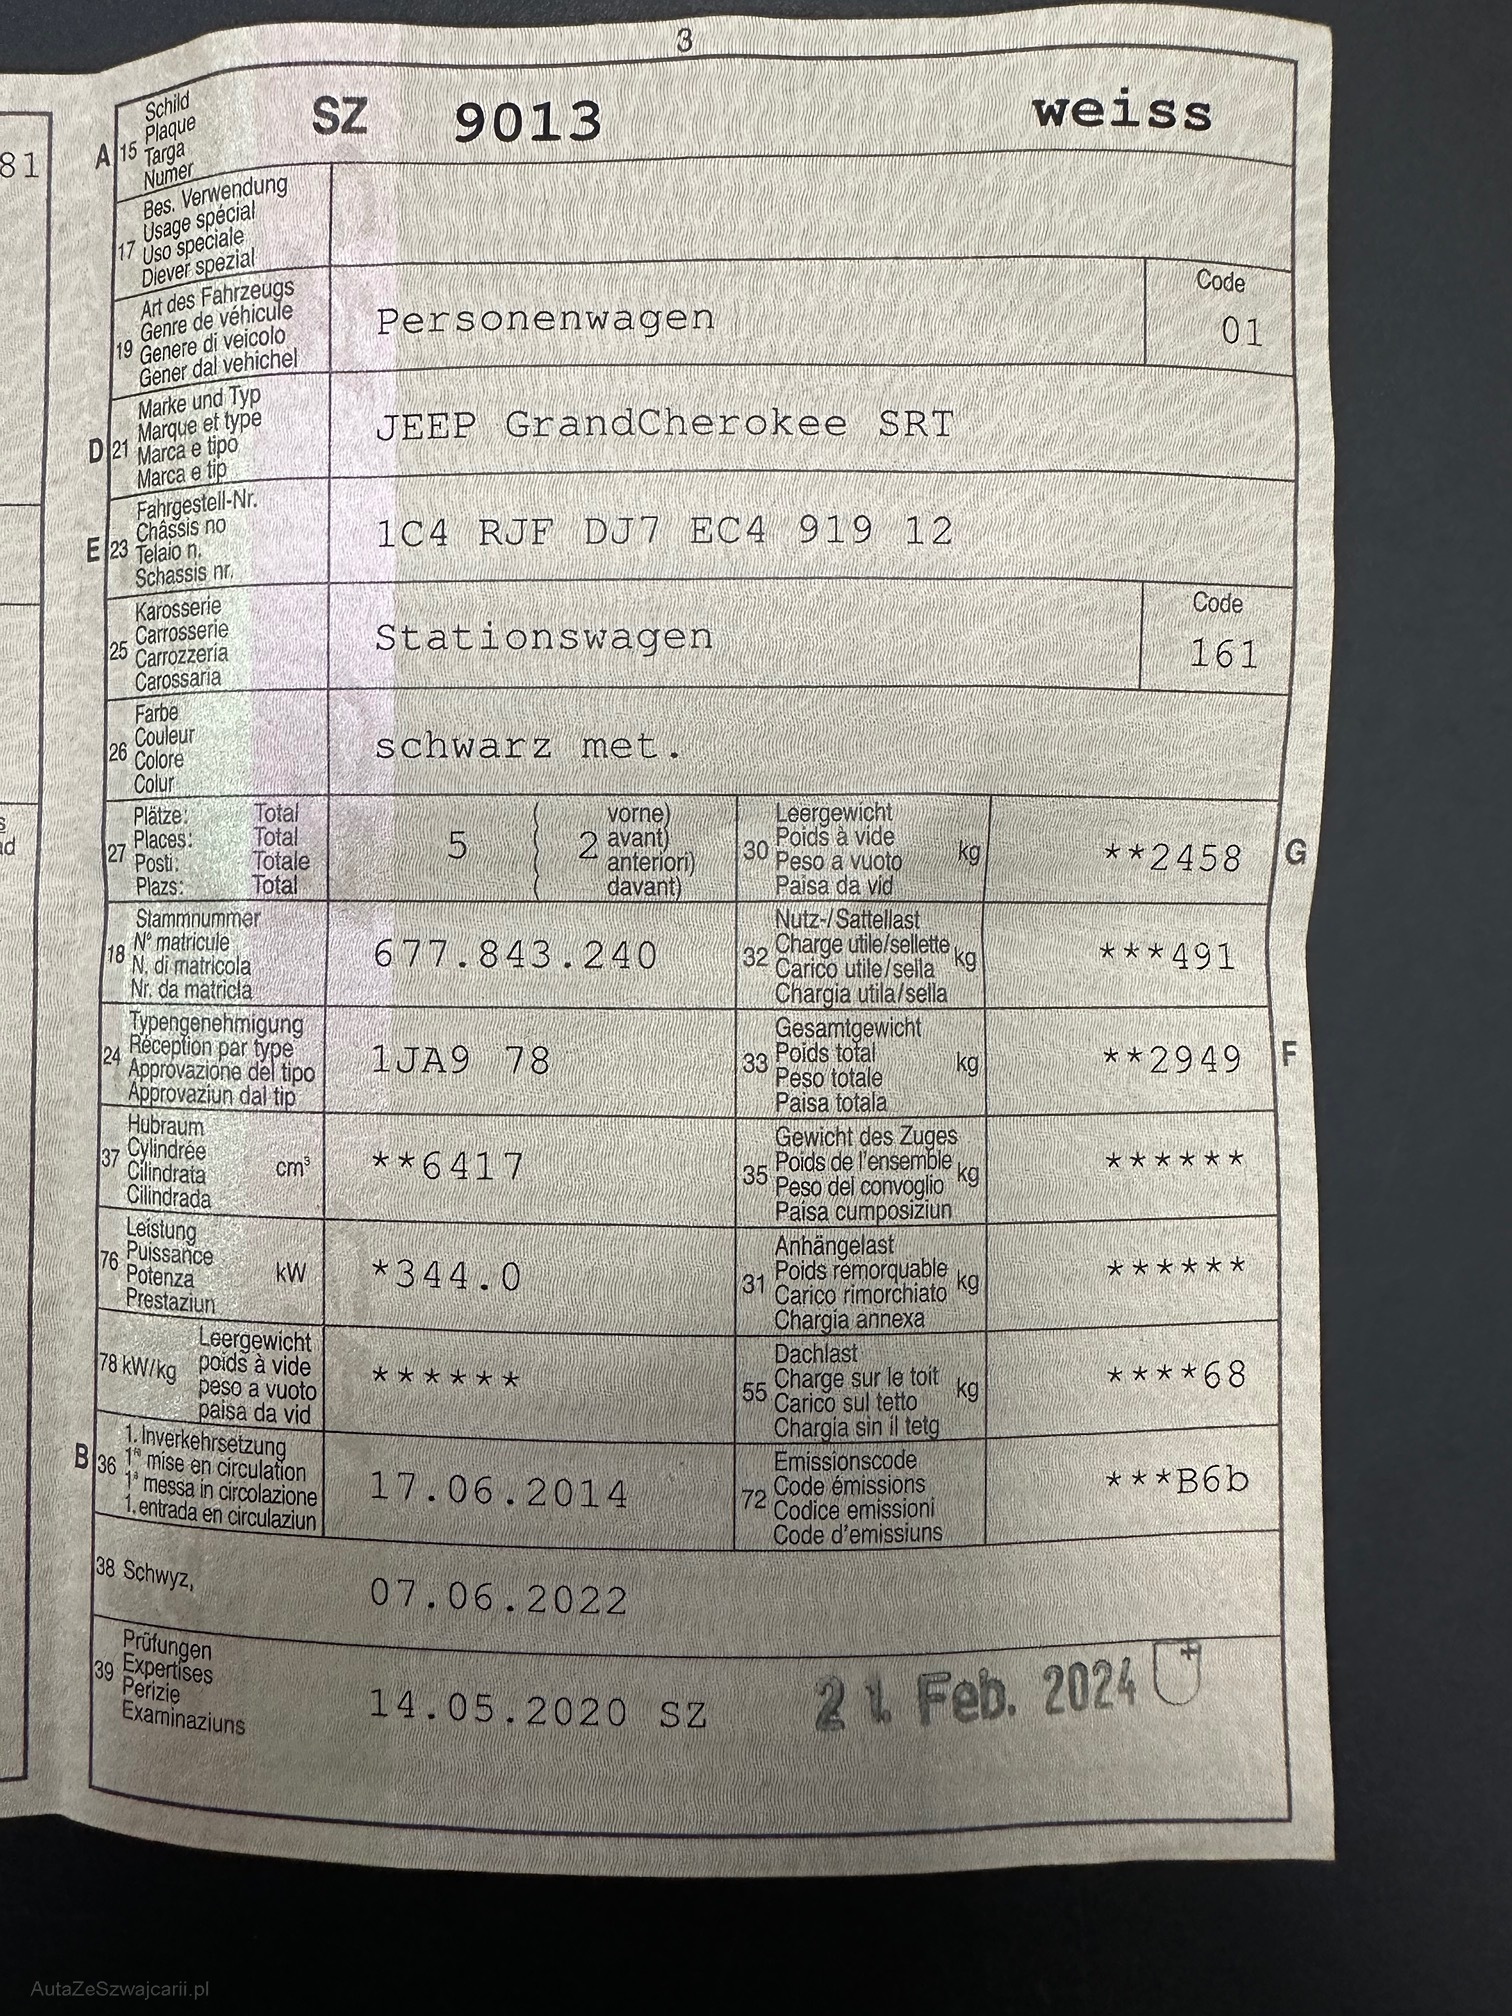 3
81
s
ad
A 15 Schild
Plaque
Targa
Numer
SZ 9013 weiss
17 Bes. Verwendung
Usage spécial
Uso speciale
Diever spezial
19 Art des Fahrzeugs
Genre de véhicule
Genere di veicolo
Gener dal vehichel
Personenwagen
Code
01
D 21 Marke und Typ
Marque et type
Marca e tipo
Marca e tip
JEEP GrandCherokee SRT
E 23 Fahrgestell-Nr.
Châssis no
Telaio n.
Schassis nr.
1C4 RJF DJ7 EC4 919 12
25 Karosserie
Carrosserie
Carrozzeria
Carossaria
Stationswagen
Code
161
26 Farbe
Couleur
Colore
Colur
schwarz met.
27 Plätze: Total
Places: Total
Posti: Totale
Plazs: Total
5 ( 2 vorne)
avant)
anteriori)
davant)
30 Leergewicht
Poids à vide
Peso a vuoto kg
Paisa da vid
**2458 G
18 Stammnummer
N° matricule
N. di matricola
Nr. da matricla
677.843.240
32 Nutz-/Sattellast
Charge utile/sellette kg
Carico utile/sella
Chargia utila/sella
***491
24 Typengenehmigung
Réception par type
Approvazione del tipo
Approvaziun dal tip
1JA9 78
33 Gesamtgewicht
Poids total kg
Peso totale
Paisa totala
**2949 F
37 Hubraum
Cylindrée
Cilindrata cm³
Cilindrada
**6417
35 Gewicht des Zuges
Poids de l'ensemble kg
Peso del convoglio
Paisa cumposiziun
******
76 Leistung
Puissance
Potenza kW
Prestaziun
*344.0
31 Anhängelast
Poids remorquable kg
Carico rimorchiato
Chargia annexa
******
78 kW/kg Leergewicht
poids à vide
peso a vuoto
paisa da vid
******
55 Dachlast
Charge sur le toit kg
Carico sul tetto
Chargia sin il tetg
****68
B 36 1. Inverkehrsetzung
1re mise en circulation
1a messa in circolazione
1. entrada en circulaziun
17.06.2014
72 Emissionscode
Code émissions
Codice emissioni
Code d'emissiuns
***B6b
38 Schwyz,
07.06.2022
39 Prüfungen
Expertises
Perizie
Examinaziuns
14.05.2020 SZ
21. Feb. 2024
AutaZeSzwajcarii.pl